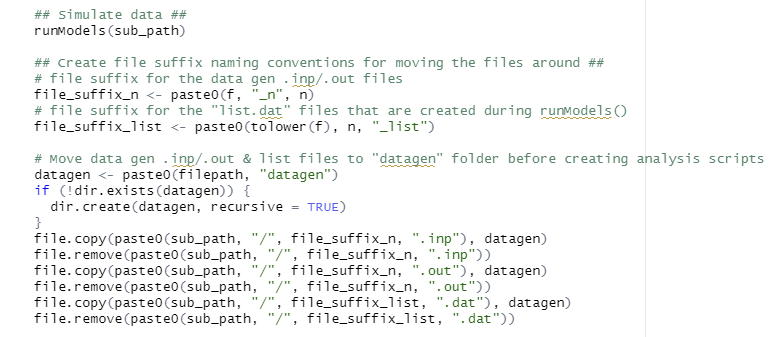 ## Simulate data ##
runModels(sub_path)
## Create file suffix naming conventions for moving the files around ##
# file suffix for the data gen .inp/.out files
file_suffix_n <- paste0(f, "_n", n)
# file suffix for the "list.dat" files that are created during runModels()
file_suffix_list <- paste0(tolower(f), n, "_list")
# Move data gen .inp/.out & list files to "datagen" folder before creating analysis scripts
datagen <- paste0(filepath, "datagen")
if (!dir.exists(datagen)) {
  dir.create(datagen, recursive = TRUE)
}
file.copy(paste0(sub_path, "/", file_suffix_n, ".inp"), datagen)
file.remove(paste0(sub_path, "/", file_suffix_n, ".inp"))
file.copy(paste0(sub_path, "/", file_suffix_n, ".out"), datagen)
file.remove(paste0(sub_path, "/", file_suffix_n, ".out"))
file.copy(paste0(sub_path, "/", file_suffix_list, ".dat"), datagen)
file.remove(paste0(sub_path, "/", file_suffix_list, ".dat"))